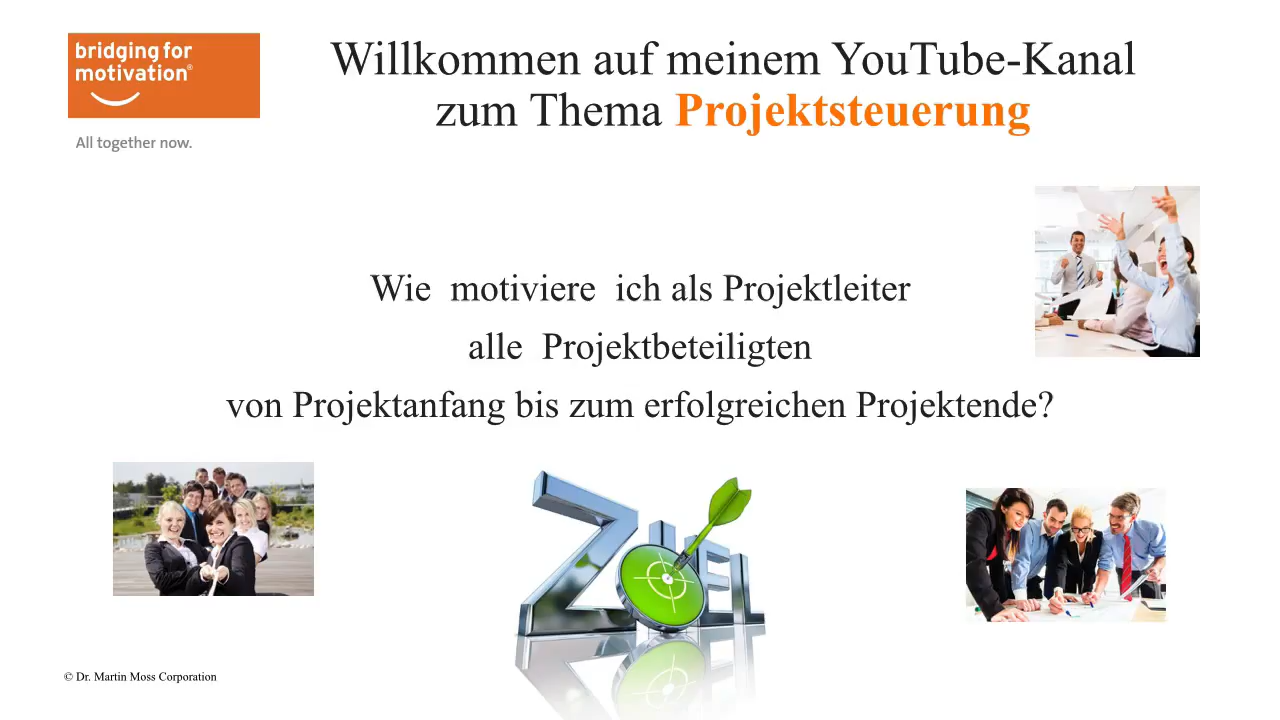 bridging for
motivation®
All together now.
Willkommen auf meinem YouTube-Kanal
zum Thema Projektsteuerung
Wie motiviere ich als Projektleiter
alle Projektbeteiligten
von Projektanfang bis zum erfolgreichen Projektende?
ZIEL
© Dr. Martin Moss Corporation